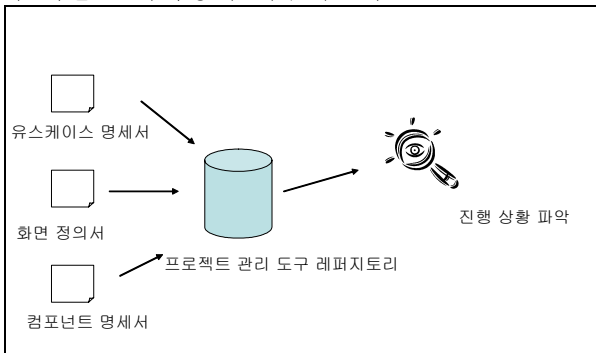 유스케이스 명세서
화면 정의서
진행 상황 파악
프로젝트 관리 도구 레퍼지토리
컴포넌트 명세서